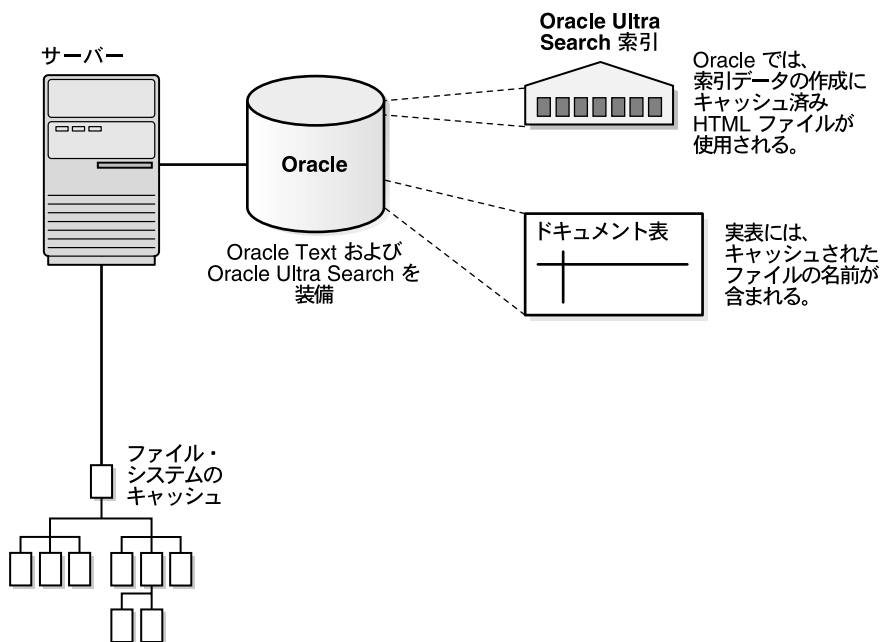 サーバー
Oracle
Oracle Text および
Oracle Ultra Search を
装備
Oracle Ultra
Search 索引
Oracle では、
索引データの作成に
キャッシュ済み
HTML ファイルが
使用される。
ドキュメント表
実表には、
キャッシュされた
ファイルの名前が
含まれる。
ファイル・
システムの
キャッシュ